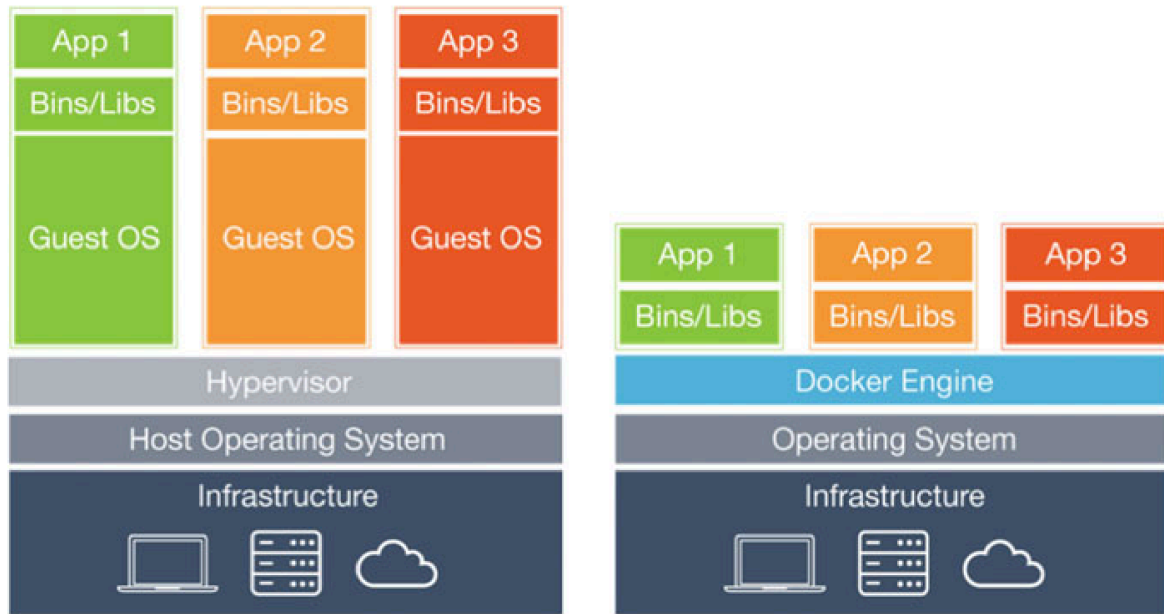 App 1
Bins/Libs
Guest OS
App 2
Bins/Libs
Guest OS
App 3
Bins/Libs
Guest OS
Hypervisor
Host Operating System
Infrastructure
App 1
Bins/Libs
App 2
Bins/Libs
App 3
Bins/Libs
Docker Engine
Operating System
Infrastructure